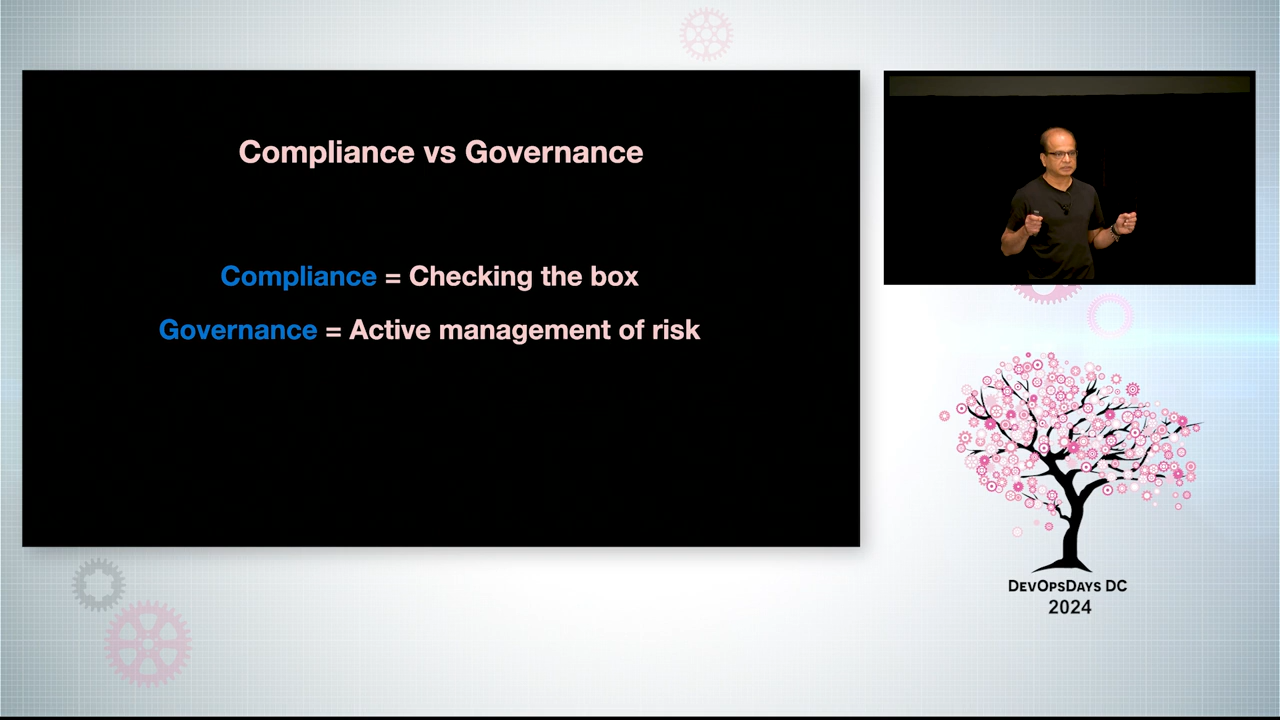 Compliance vs Governance
Compliance = Checking the box
Governance = Active management of risk
DevOpsDays DC
2024